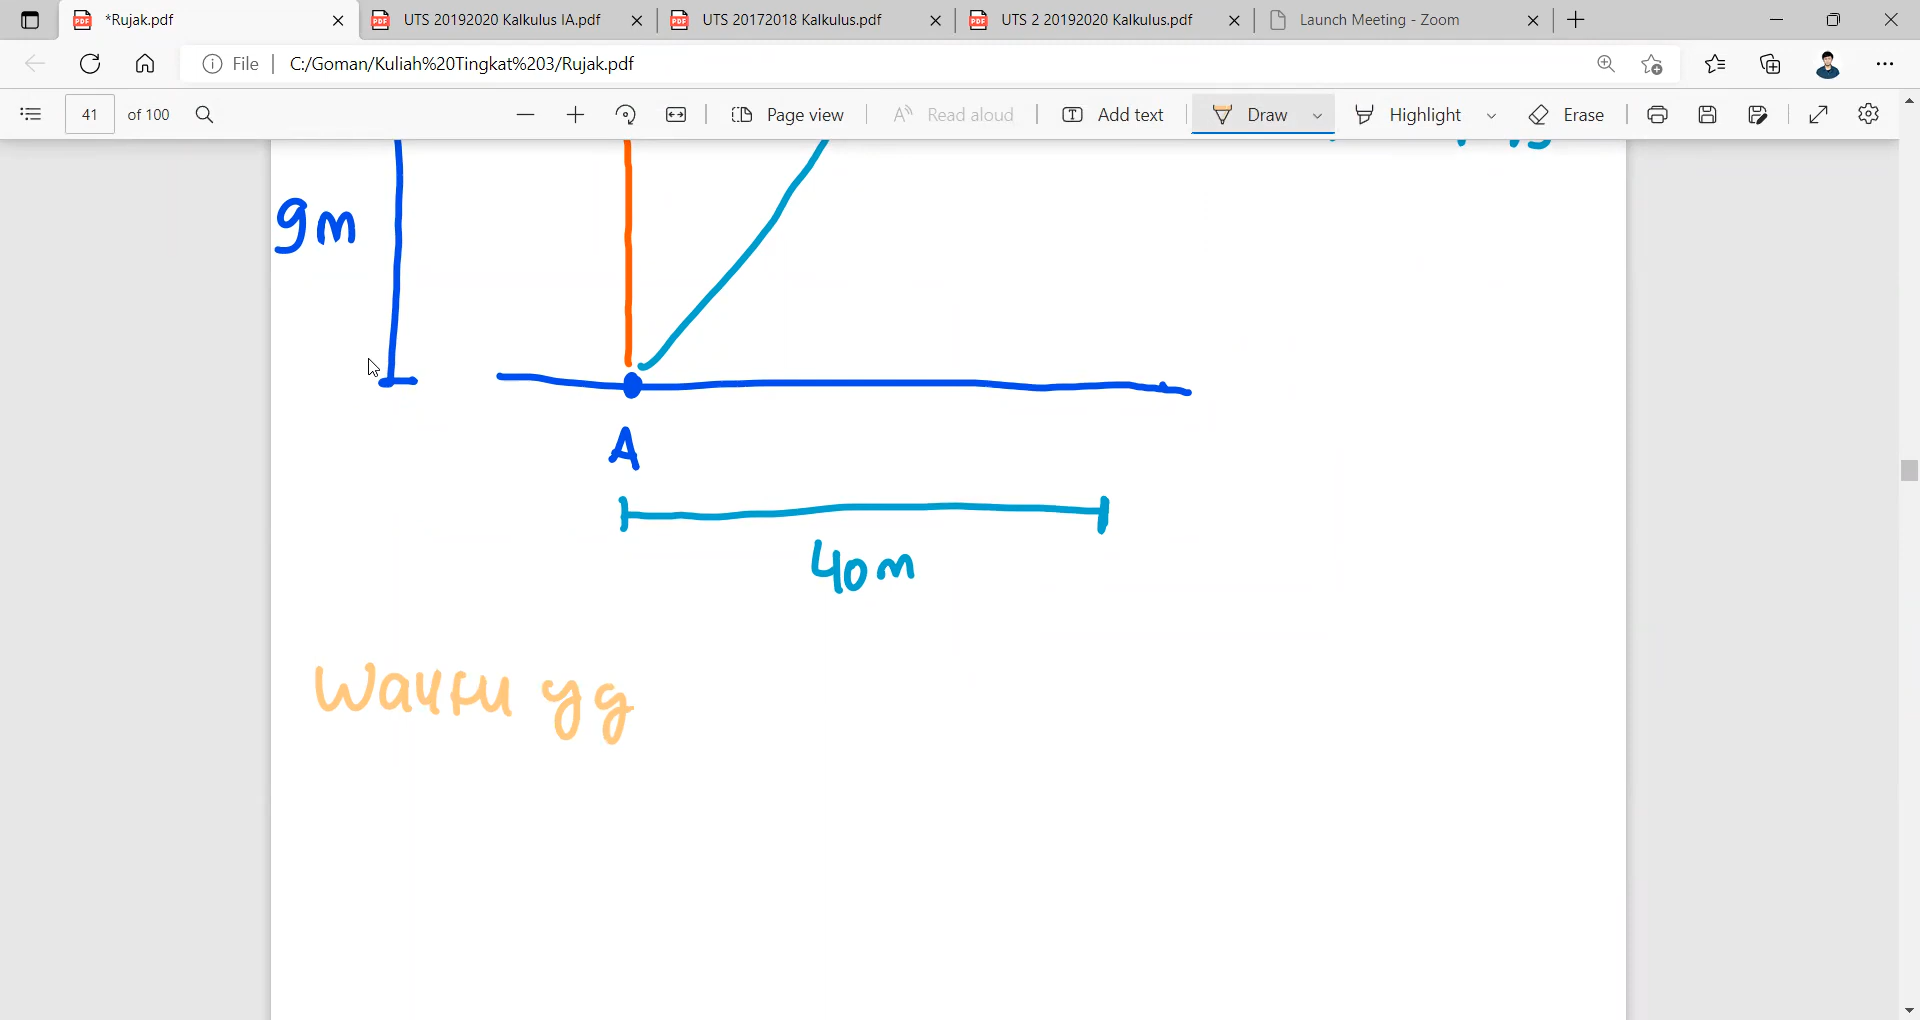 *Rujak.pdf
UTS 20192020 Kalkulus IA.pdf
UTS 20172018 Kalkulus.pdf
UTS 2 20192020 Kalkulus.pdf
Launch Meeting - Zoom
File
C:/Goman/Kuliah%20Tingkat%203/Rujak.pdf
41 of 100
Page view
Read aloud
Add text
Draw
Highlight
Erase
9m
A
40m
Waktu yg